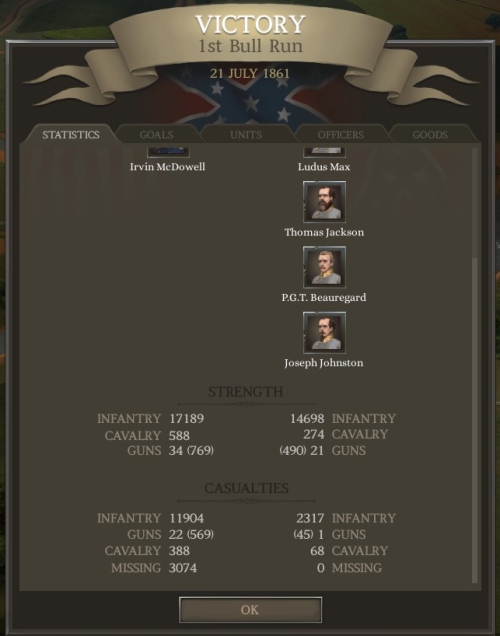 VICTORY
1st Bull Run
21 JULY 1861
STATISTICS GOALS UNITS OFFICERS GOODS
Irvin McDowell Ludus Max
Thomas Jackson
P.G.T. Beauregard
Joseph Johnston
STRENGTH
INFANTRY 17189 14698 INFANTRY
CAVALRY 588 274 CAVALRY
GUNS 34 (769) (490) 21 GUNS
CASUALTIES
INFANTRY 11904 2317 INFANTRY
GUNS 22 (569) (45) 1 GUNS
CAVALRY 388 68 CAVALRY
MISSING 3074 0 MISSING
OK